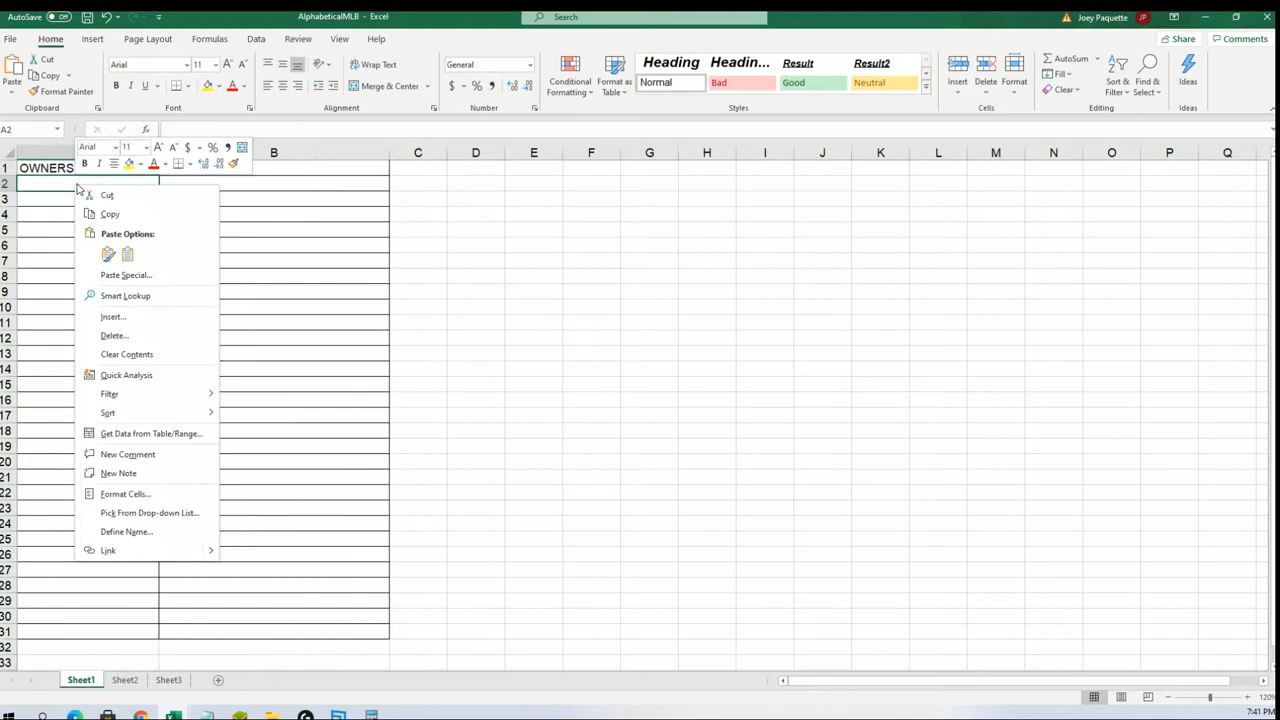 AutoSave Off AlphabeticalMLB - Excel Search Joey Paquette JP
File Home Insert Page Layout Formulas Data Review View Help Share Comments
Paste Cut Copy Format Painter Clipboard
Arial 11 B I U Font
Wrap Text Merge & Center Alignment
General $ % , Number
Conditional Formatting Format as Table
Heading Headin... Result Result2
Normal Bad Good Neutral
Styles
Insert Delete Format Cells
AutoSum Fill Clear Sort & Filter Find & Select Editing
Ideas Ideas
A2 fx
Arial 11 A A $ % ,
B I A
B C D E F G H I J K L M N O P Q
1 OWNERS
2
3
4
5
6
7
8
9
10
11
12
13
14
15
16
17
18
19
20
21
22
23
24
25
26
27
28
29
30
31
32
33
Cut
Copy
Paste Options:
Paste Special...
Smart Lookup
Insert...
Delete...
Clear Contents
Quick Analysis
Filter
Sort
Get Data from Table/Range...
New Comment
New Note
Format Cells...
Pick From Drop-down List...
Define Name...
Link
Sheet1 Sheet2 Sheet3
120%
7:41 PM